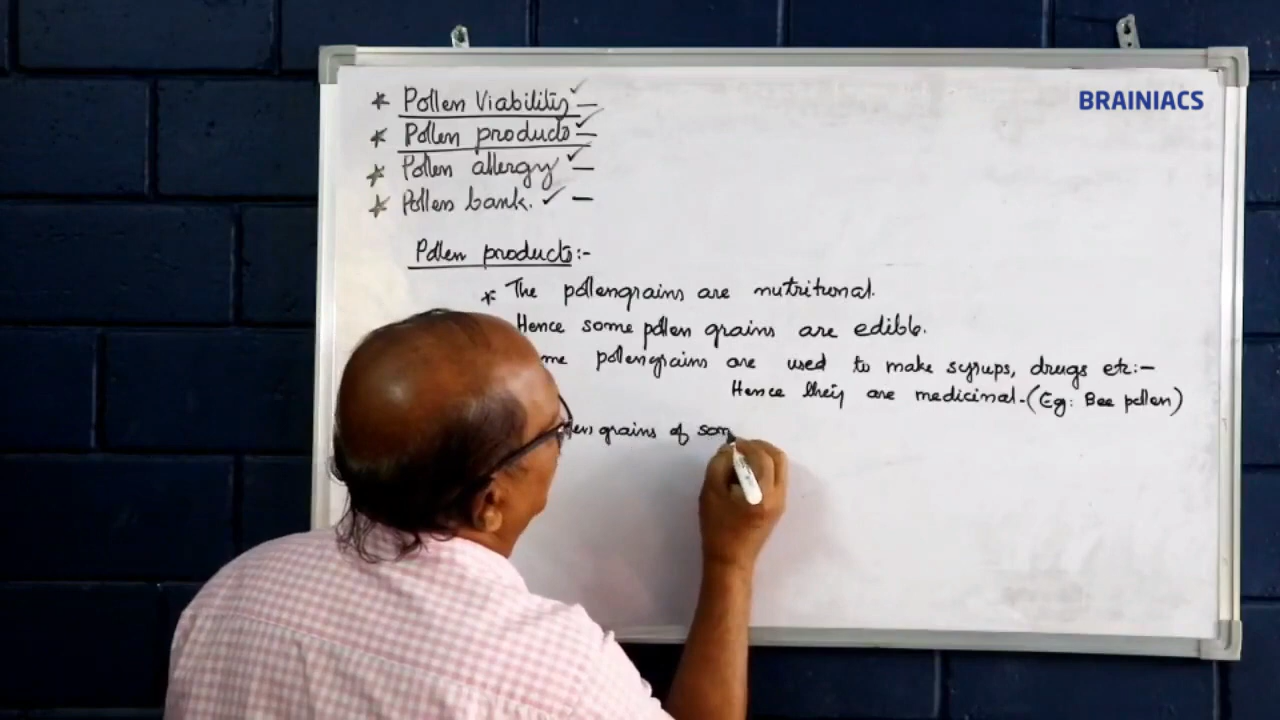 BRAINIACS
* Pollen Viability ✓ —
* Pollen products ✓ —
* Pollen allergy ✓ —
* Pollen bank. ✓ —
Pollen products:-
* The pollengrains are nutritional.
Hence some pollen grains are edible.
pollengrains are used to make syrups, drugs etc:-
Hence they are medicinal. (Eg: Bee pollen)
grains of som